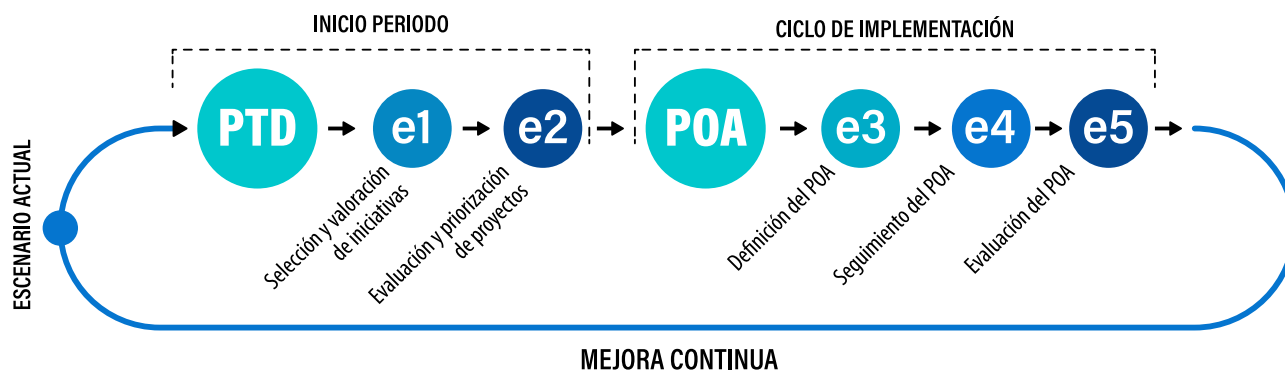 INICIO PERIODO
CICLO DE IMPLEMENTACIÓN
PTD
e1
e2
POA
e3
e4
e5
Selección y valoración
de iniciativas
Evaluación y priorización
de proyectos
Definición del POA
Seguimiento del POA
Evaluación del POA
ESCENARIO ACTUAL
MEJORA CONTINUA